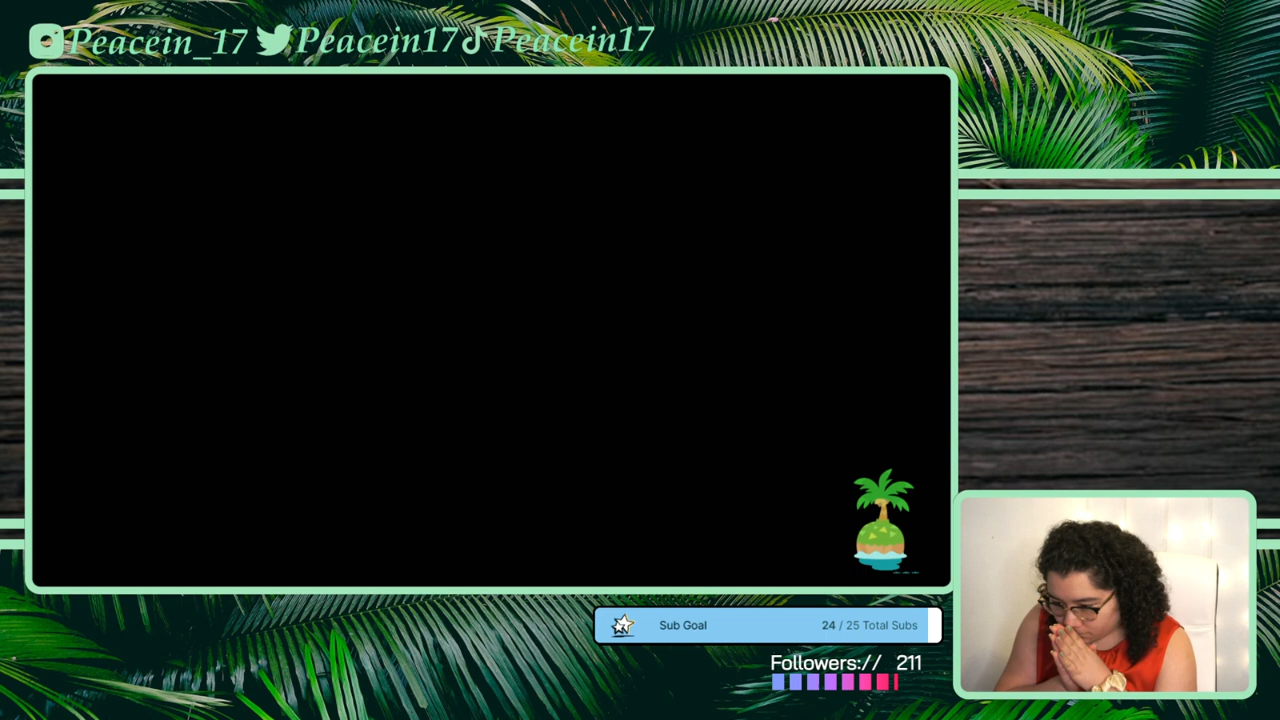 Peacein_17 Peacein17 Peacein17
Sub Goal 24 / 25 Total Subs
Followers:// 211